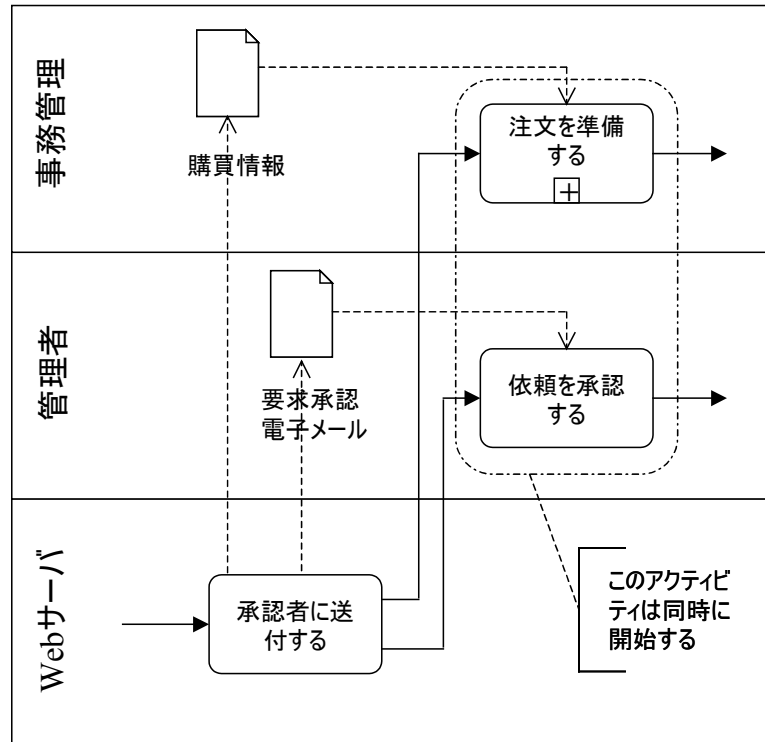 事務管理
購買情報
注文を準備
する
管理者
要求承認
電子メール
依頼を承認
する
Webサーバ
承認者に送
付する
このアクティビ
ティは同時に
開始する